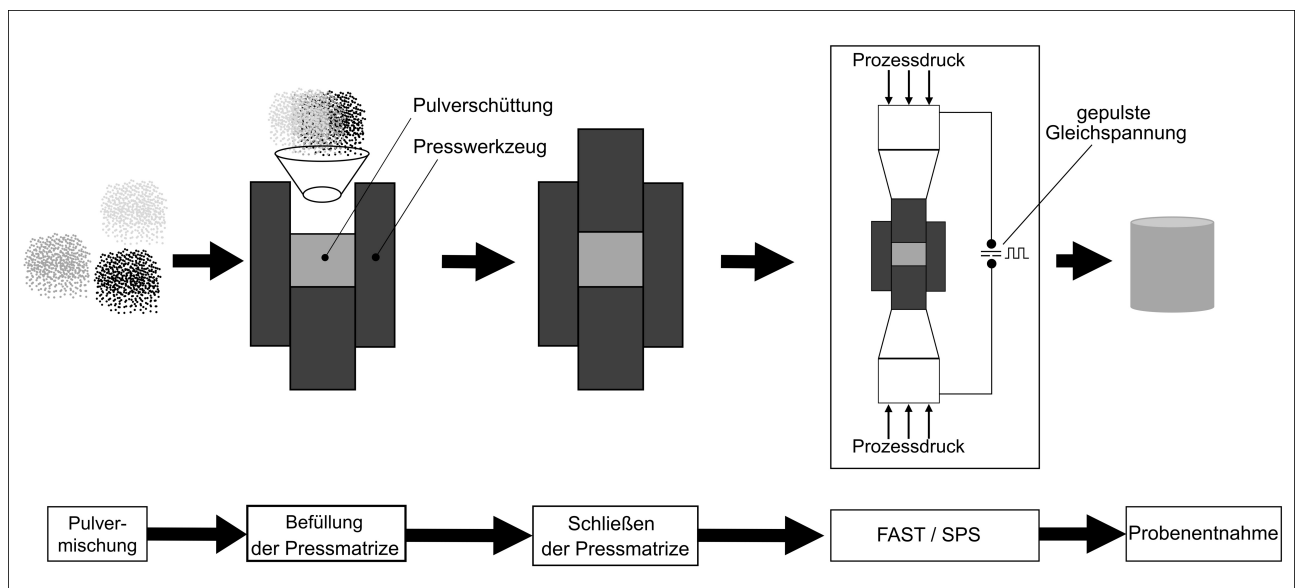 Prozessdruck
Pulverschüttung
Presswerkzeug
gepulste
Gleichspannung
Prozessdruck
Pulver-
mischung
Befüllung
der Pressmatrize
Schließen
der Pressmatrize
FAST / SPS
Probenentnahme